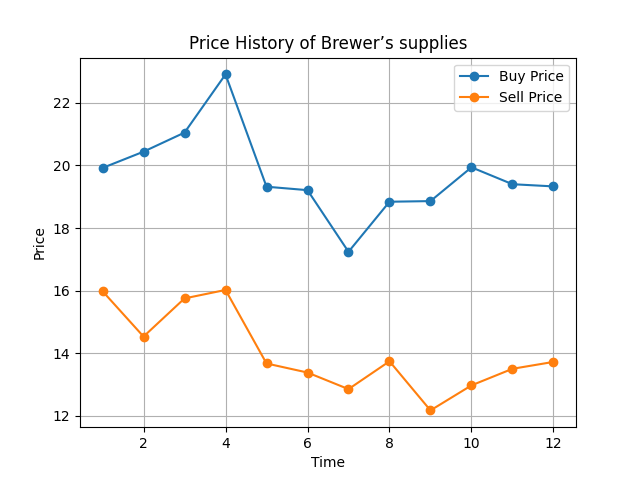 Price History of Brewer’s supplies
Buy Price
Sell Price
22
20
18
16
14
12
Price
2 4 6 8 10 12
Time